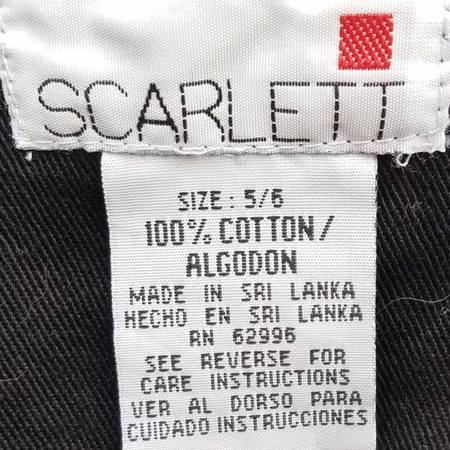 SCARLETT
SIZE: 5/6
100% COTTON/
ALGODON
MADE IN SRI LANKA
HECHO EN SRI LANKA
RN 62996
SEE REVERSE FOR
CARE INSTRUCTIONS
VER AL DORSO PARA
CUIDADO INSTRUCCIONES